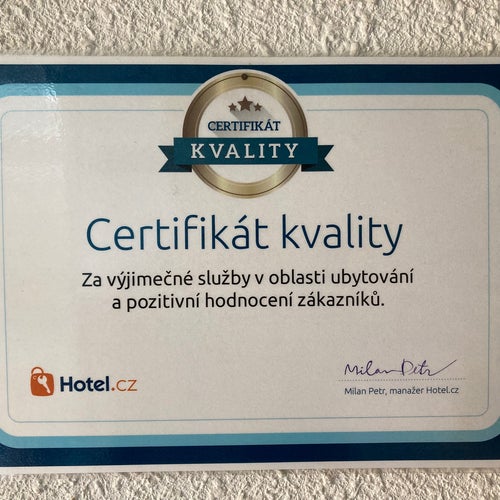 CERTIFIKÁT
KVALITY
Certifikát kvality
Za výjimečné služby v oblasti ubytování
a pozitivní hodnocení zákazníků.
Hotel.cz
Milan Petr
Milan Petr, manažer Hotel.cz